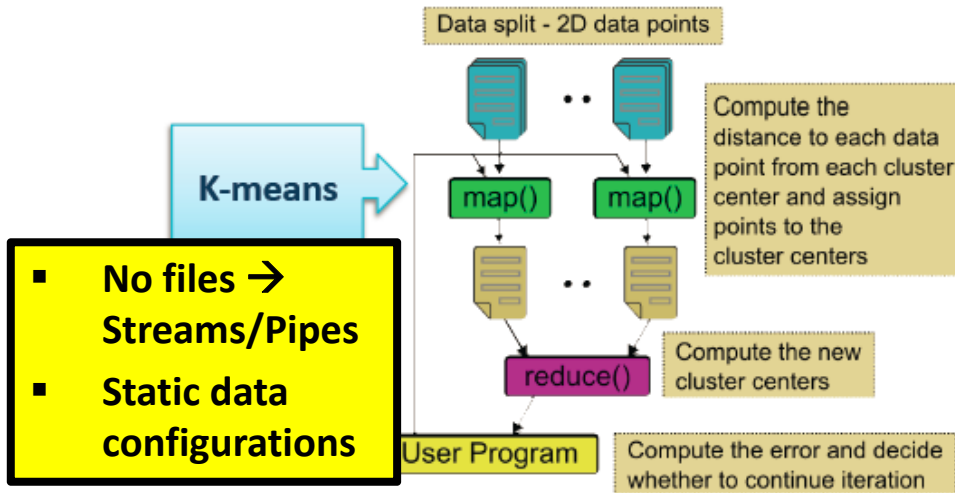 Data split - 2D data points
Compute the
distance to each data
point from each cluster
center and assign
points to the
cluster centers
K-means
map()
map()
▪ No files →
Streams/Pipes
▪ Static data
configurations
reduce()
Compute the new
cluster centers
User Program
Compute the error and decide
whether to continue iteration